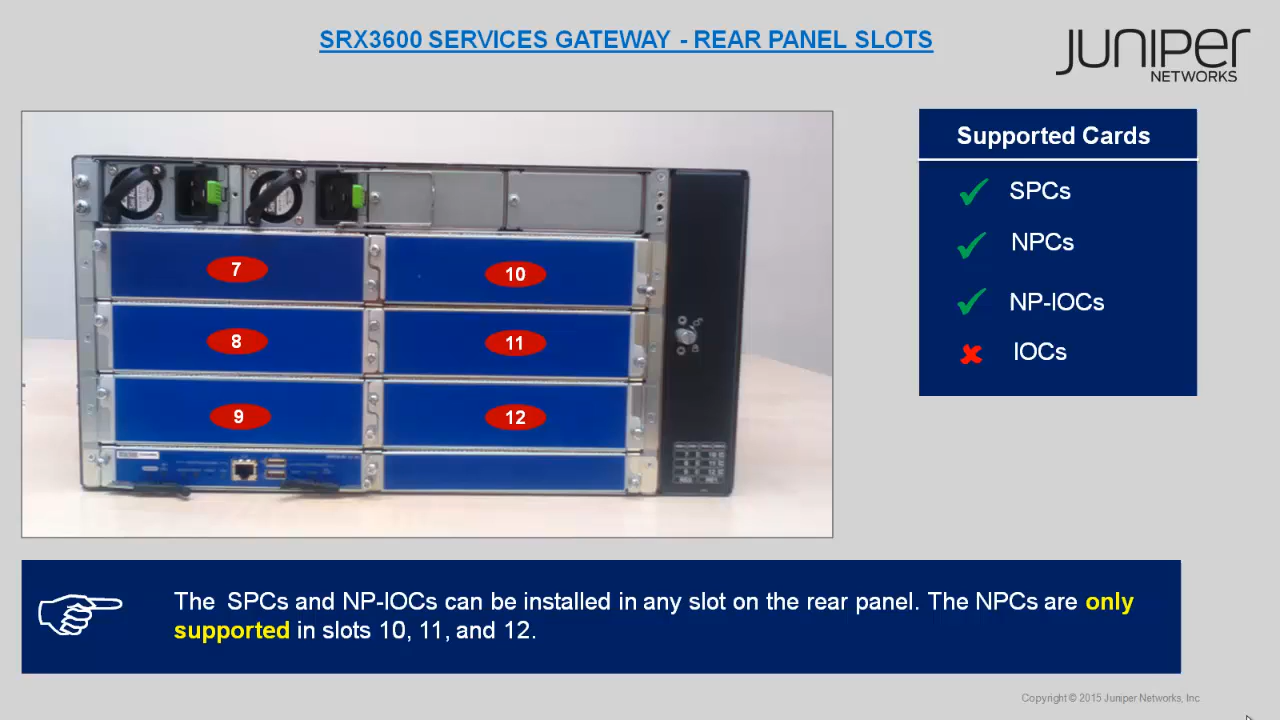 SRX3600 SERVICES GATEWAY - REAR PANEL SLOTS
JUNIPER
NETWORKS
Supported Cards
SPCs
NPCs
NP-IOCs
IOCs
7
10
8
11
9
12
The SPCs and NP-IOCs can be installed in any slot on the rear panel. The NPCs are only
supported in slots 10, 11, and 12.
Copyright © 2015 Juniper Networks, Inc